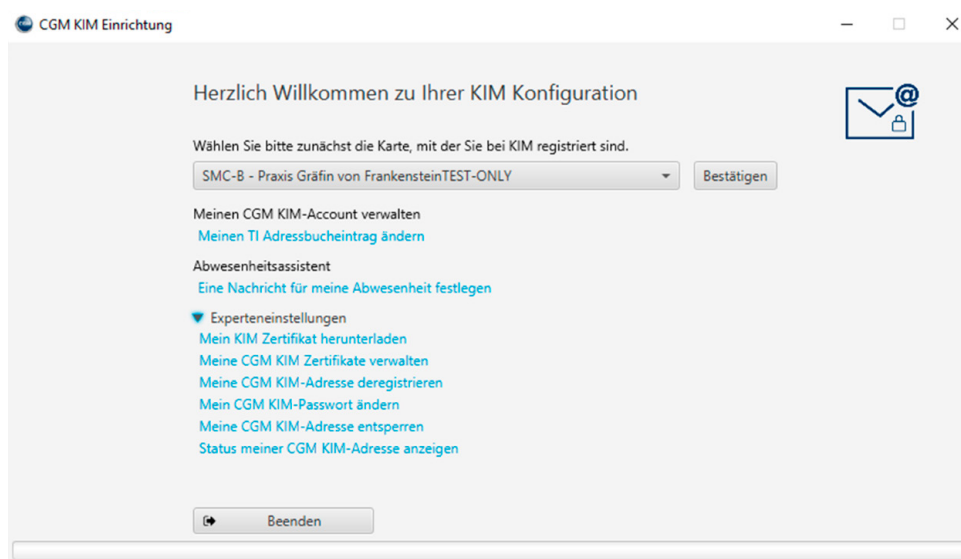 CGM KIM Einrichtung
Herzlich Willkommen zu Ihrer KIM Konfiguration
Wählen Sie bitte zunächst die Karte, mit der Sie bei KIM registriert sind.
SMC-B - Praxis Gräfin von FrankensteinTEST-ONLY
Bestätigen
Meinen CGM KIM-Account verwalten
Meinen TI Adressbucheintrag ändern
Abwesenheitsassistent
Eine Nachricht für meine Abwesenheit festlegen
Experteneinstellungen
Mein KIM Zertifikat herunterladen
Meine CGM KIM Zertifikate verwalten
Meine CGM KIM-Adresse deregistrieren
Mein CGM KIM-Passwort ändern
Meine CGM KIM-Adresse entsperren
Status meiner CGM KIM-Adresse anzeigen
Beenden